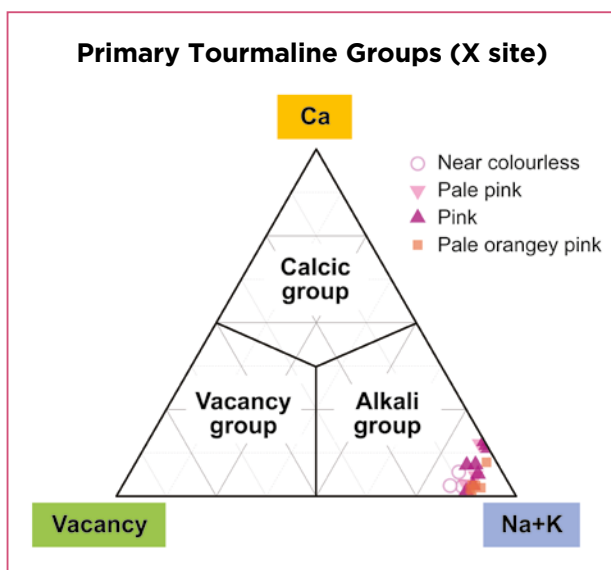 Primary Tourmaline Groups (X site)
Ca
Near colourless
Pale pink
Pink
Pale orangey pink
Calcic
group
Vacancy
group
Alkali
group
Vacancy
Na+K